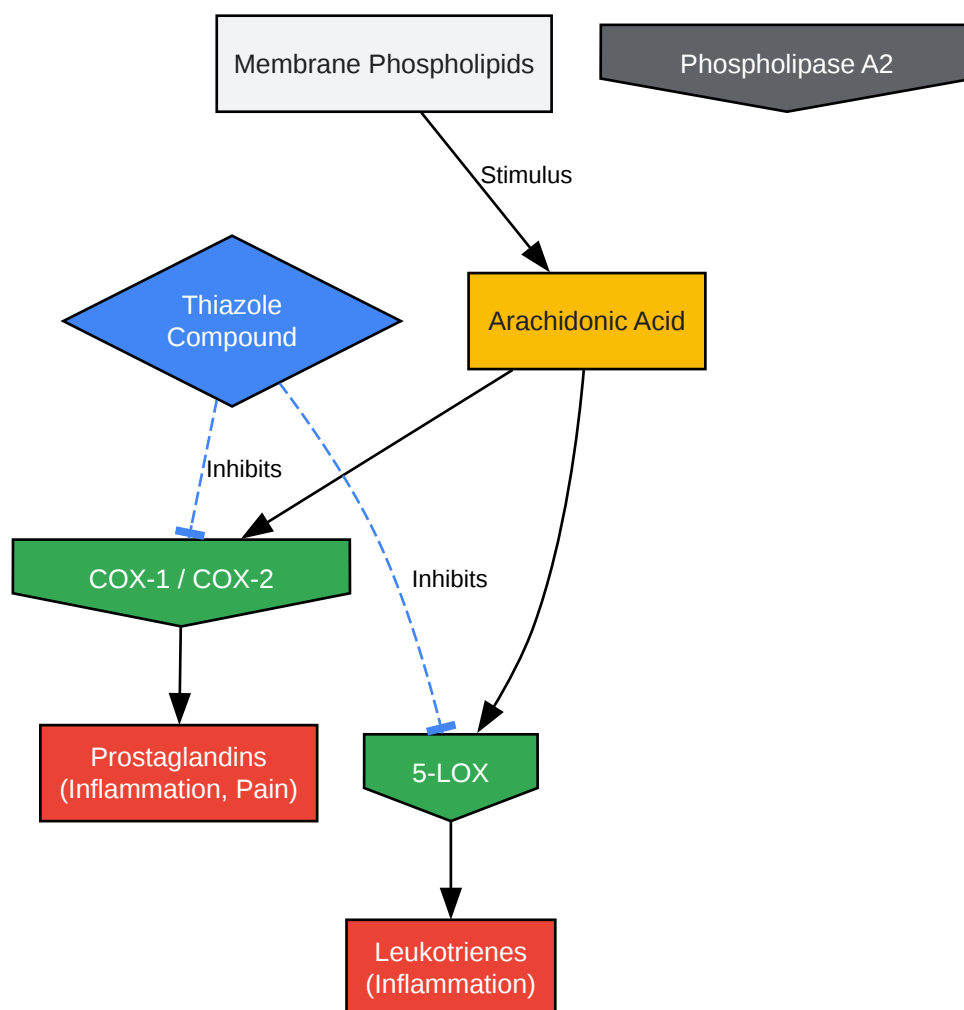 Membrane Phospholipids
Phospholipase A2
Stimulus
Thiazole
Compound
Arachidonic Acid
Inhibits
COX-1 / COX-2
Inhibits
Prostaglandins
(Inflammation, Pain)
5-LOX
Leukotrienes
(Inflammation)